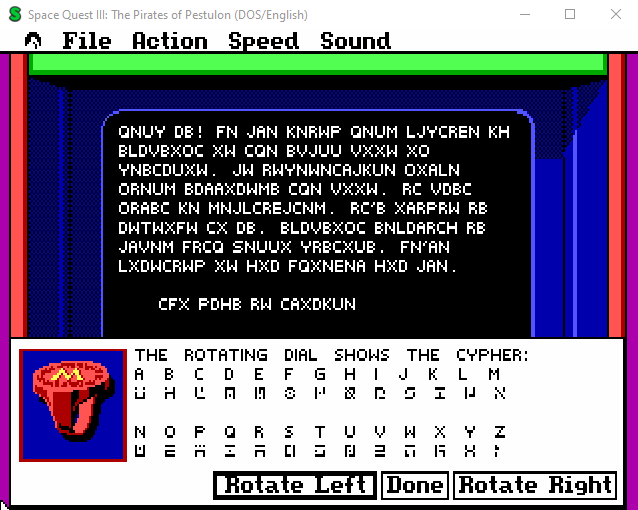 Space Quest III: The Pirates of Pestulon (DOS/English)
File Action Speed Sound
QNUY DB! FN JAN KNRWP QNUM LJYCREN KH
BLDVBXOC XW CQN BVJUU VXXW XO
YNBCDUXW. JW RWYNWNCAJKUN OXALN
ORNUM BDAAXDWMB CQN VXXW. RC VDBC
ORABC KN MNJLCREJCNM. RC'B XARPRW RB
DWTWXFW CX DB. BLDVBXOC BNLDARCH RB
JAVNM FRCQ SNUUX YRBCXUB. FN'AN
LXDWCRWP XW HXD FQXNENA HXD JAN.
CFX PDHB RW CAXDKUN
THE ROTATING DIAL SHOWS THE CYPHER:
A B C D E F G H I J K L M
N O P Q R S T U V W X Y Z
Rotate Left Done Rotate Right